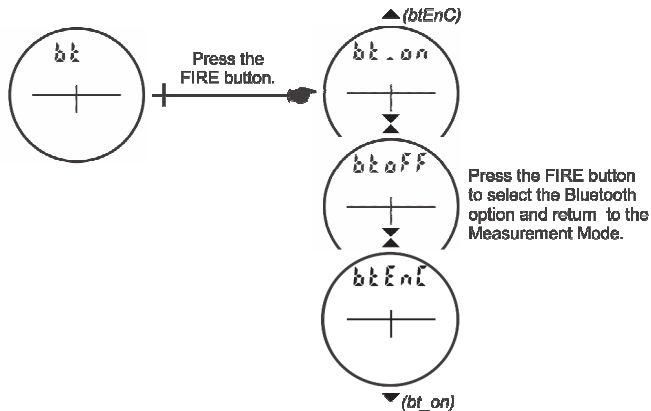 (btEnC)
bt
Press the
FIRE button.
bt_on
btoFF
Press the FIRE button
to select the Bluetooth
option and return to the
Measurement Mode.
btEnC
(bt_on)